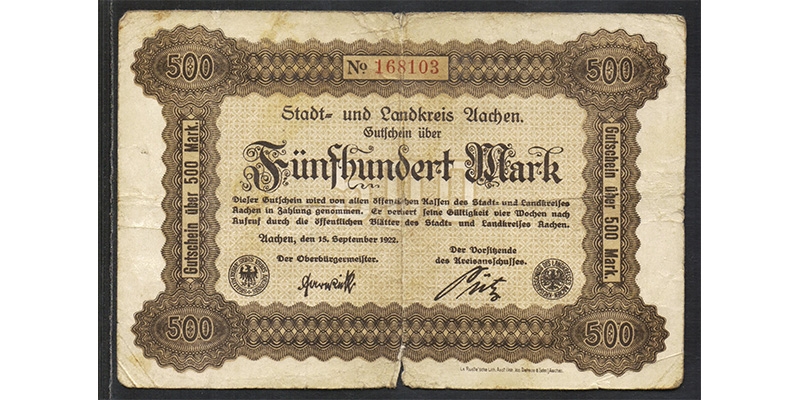 500
№ 168103
500
Stadt- und Landkreis Aachen.
Gutschein über
Fünfhundert Mark
Dieser Gutschein wird von allen öffentlichen Kassen des Stadt- und Landkreises
Aachen in Zahlung genommen. Er verliert seine Gültigkeit vier Wochen nach
Aufruf durch die öffentlichen Blätter des Stadt- und Landkreises Aachen.
Aachen, den 15. September 1922.
Der Oberbürgermeister.
Der Vorsitzende
des Kreisausschusses.
Gutschein über 500 Mark.
Gutschein über 500 Mark.
500
500